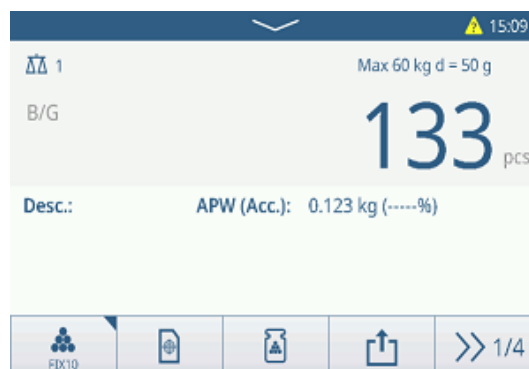 15:09
1 Max 60 kg d = 50 g
B/G
133 pcs
Desc.: APW (Acc.): 0.123 kg (-----%)
FIX10
1/4